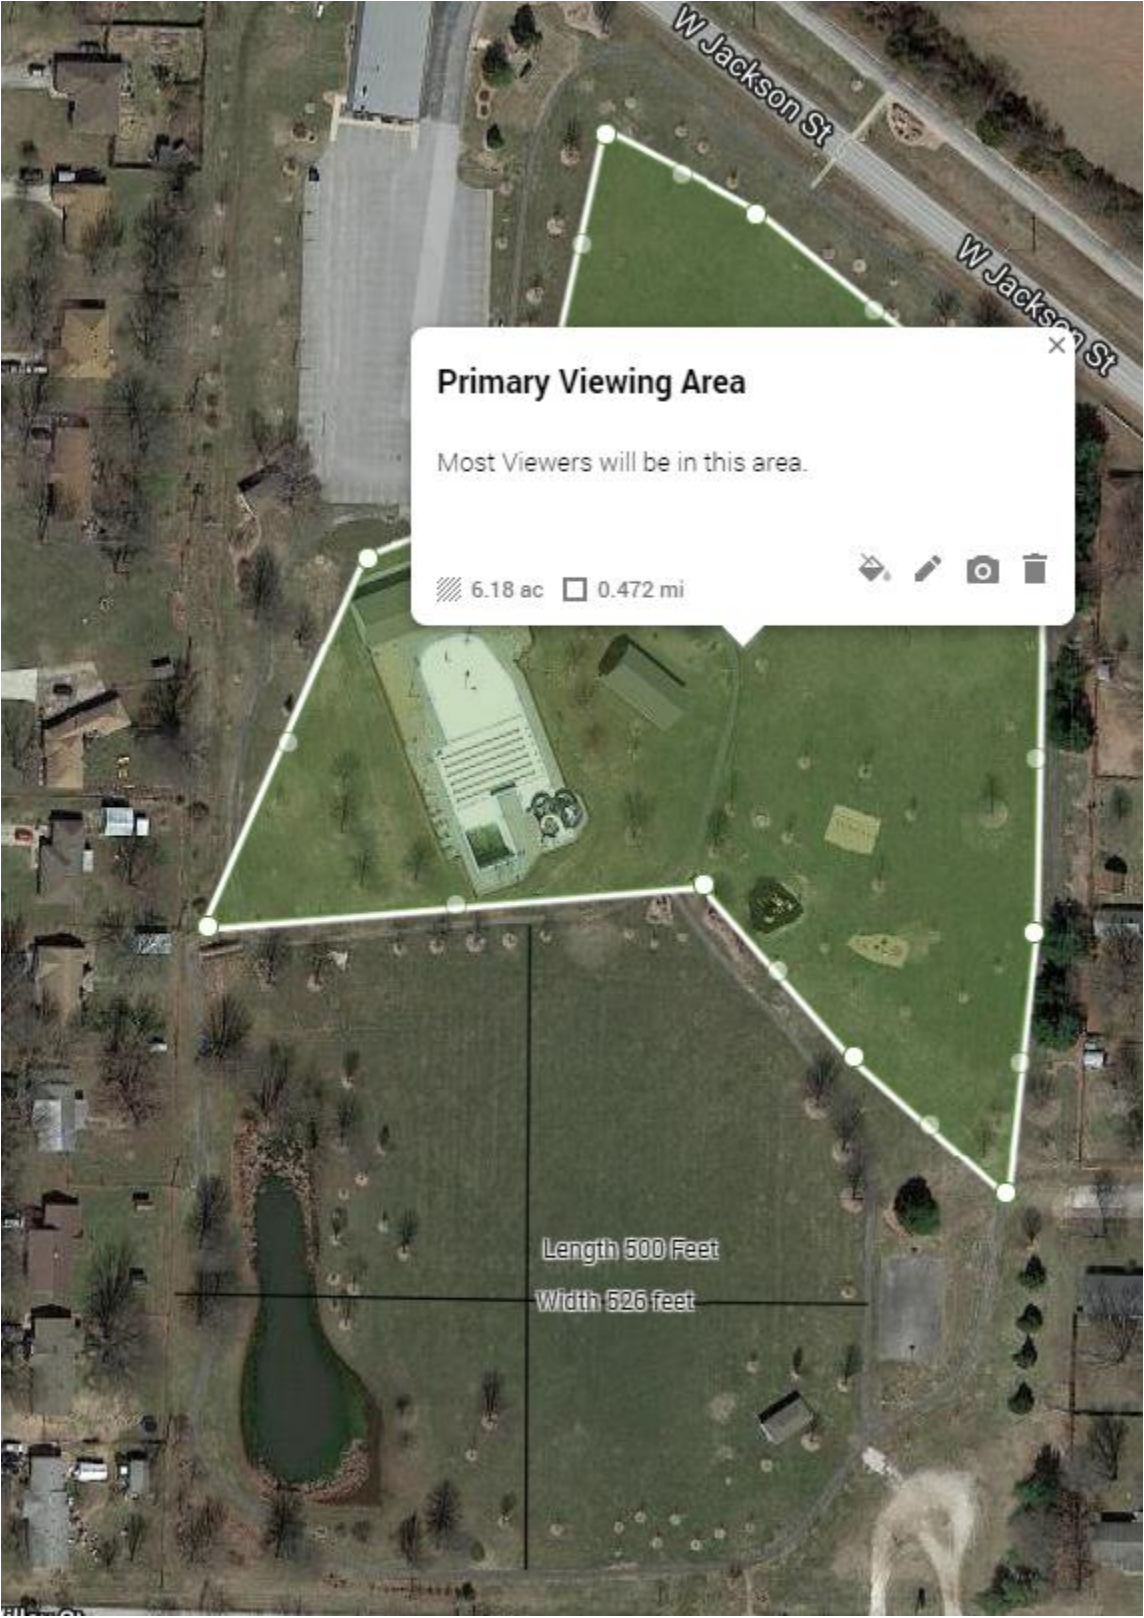 W Jackson St
W Jackson St
Primary Viewing Area
Most Viewers will be in this area.
6.18 ac 0.472 mi
Length 500 Feet
Width 526 feet